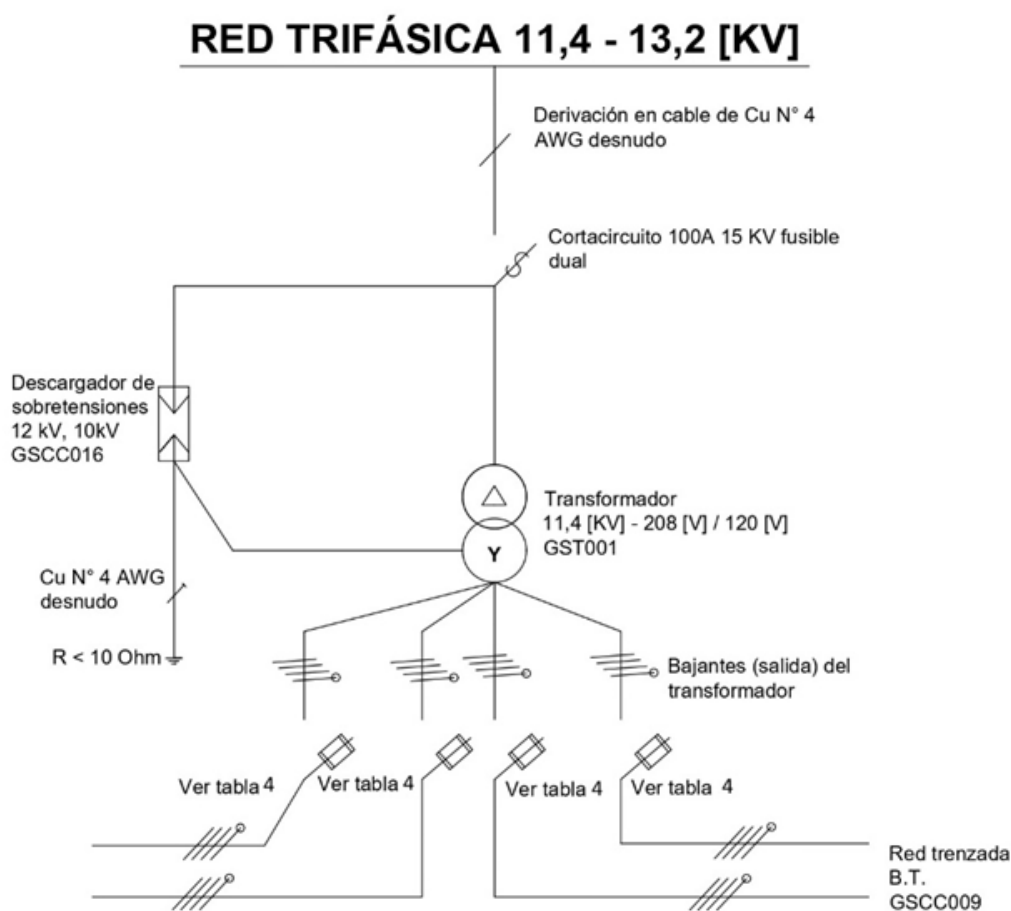 RED TRIFÁSICA 11,4 - 13,2 [KV]
Derivación en cable de Cu N° 4
AWG desnudo
Cortacircuito 100A 15 KV fusible
dual
Descargador de
sobretensiones
12 kV, 10kV
GSCC016
Transformador
11,4 [KV] - 208 [V] / 120 [V]
GST001
Y
Cu N° 4 AWG
desnudo
R < 10 Ohm
Bajantes (salida) del
transformador
Ver tabla 4
Ver tabla 4
Ver tabla 4
Ver tabla 4
Red trenzada
B.T.
GSCC009